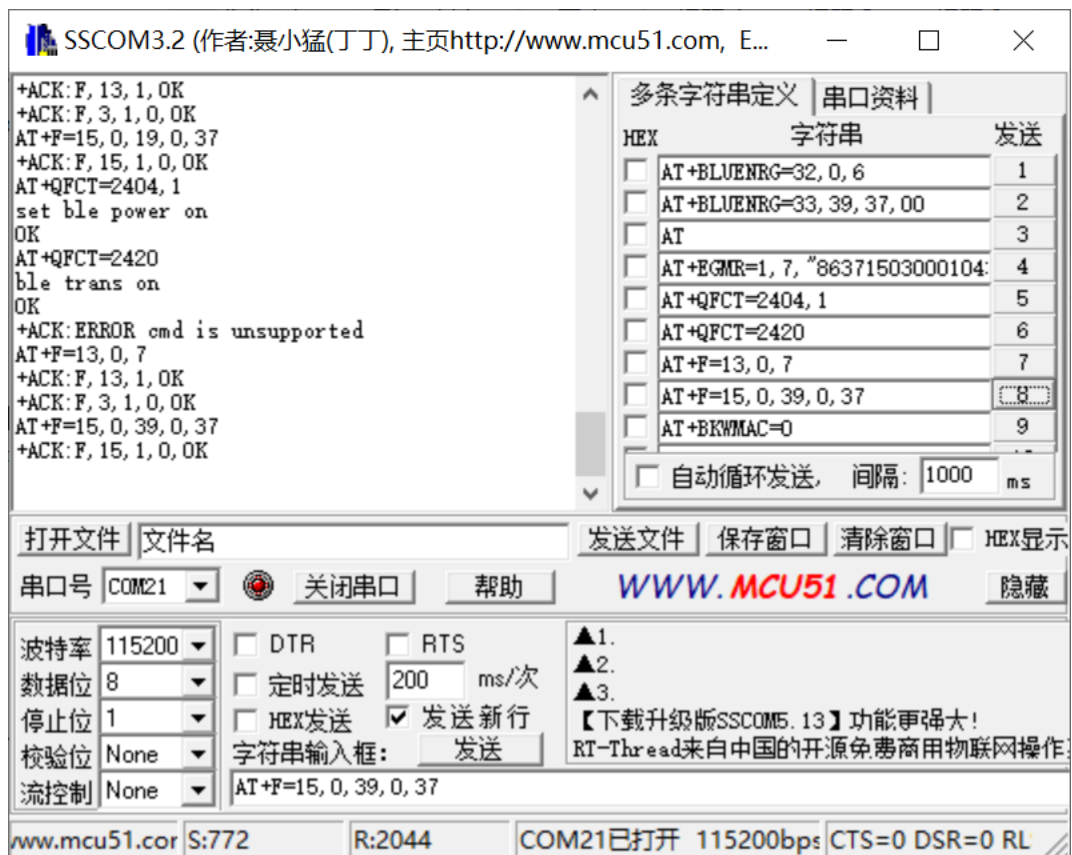 SSCOM3.2 (作者:聂小猛(丁丁), 主页http://www.mcu51.com,  E...
+ACK:F,13,1,OK
+ACK:F,3,1,0,OK
AT+F=15,0,19,0,37
+ACK:F,15,1,0,OK
AT+QFCT=2404,1
set ble power on
OK
AT+QFCT=2420
ble trans on
OK
+ACK:ERROR cmd is unsupported
AT+F=13,0,7
+ACK:F,13,1,OK
+ACK:F,3,1,0,OK
AT+F=15,0,39,0,37
+ACK:F,15,1,0,OK
多条字符串定义 串口资料
HEX 字符串 发送
AT+BLUENRG=32,0,6 1
AT+BLUENRG=33,39,37,00 2
AT 3
AT+EGMR=1,7,"86371503000104 4
AT+QFCT=2404,1 5
AT+QFCT=2420 6
AT+F=13,0,7 7
AT+F=15,0,39,0,37 8
AT+BKWMAC=0 9
自动循环发送, 间隔: 1000 ms
打开文件 文件名 发送文件 保存窗口 清除窗口 HEX显示
串口号 COM21 关闭串口 帮助 WWW.MCU51.COM 隐藏
波特率 115200 DTR RTS
数据位 8 定时发送 200 ms/次
停止位 1 HEX发送 发送新行
校验位 None 字符串输入框: 发送
流控制 None AT+F=15,0,39,0,37
▲1.
▲2.
▲3.
【下载升级版SSCOM5.13】功能更强大!
RT-Thread来自中国的开源免费商用物联网操作
www.mcu51.cor S:772 R:2044 COM21已打开 115200bps CTS=0 DSR=0 RL